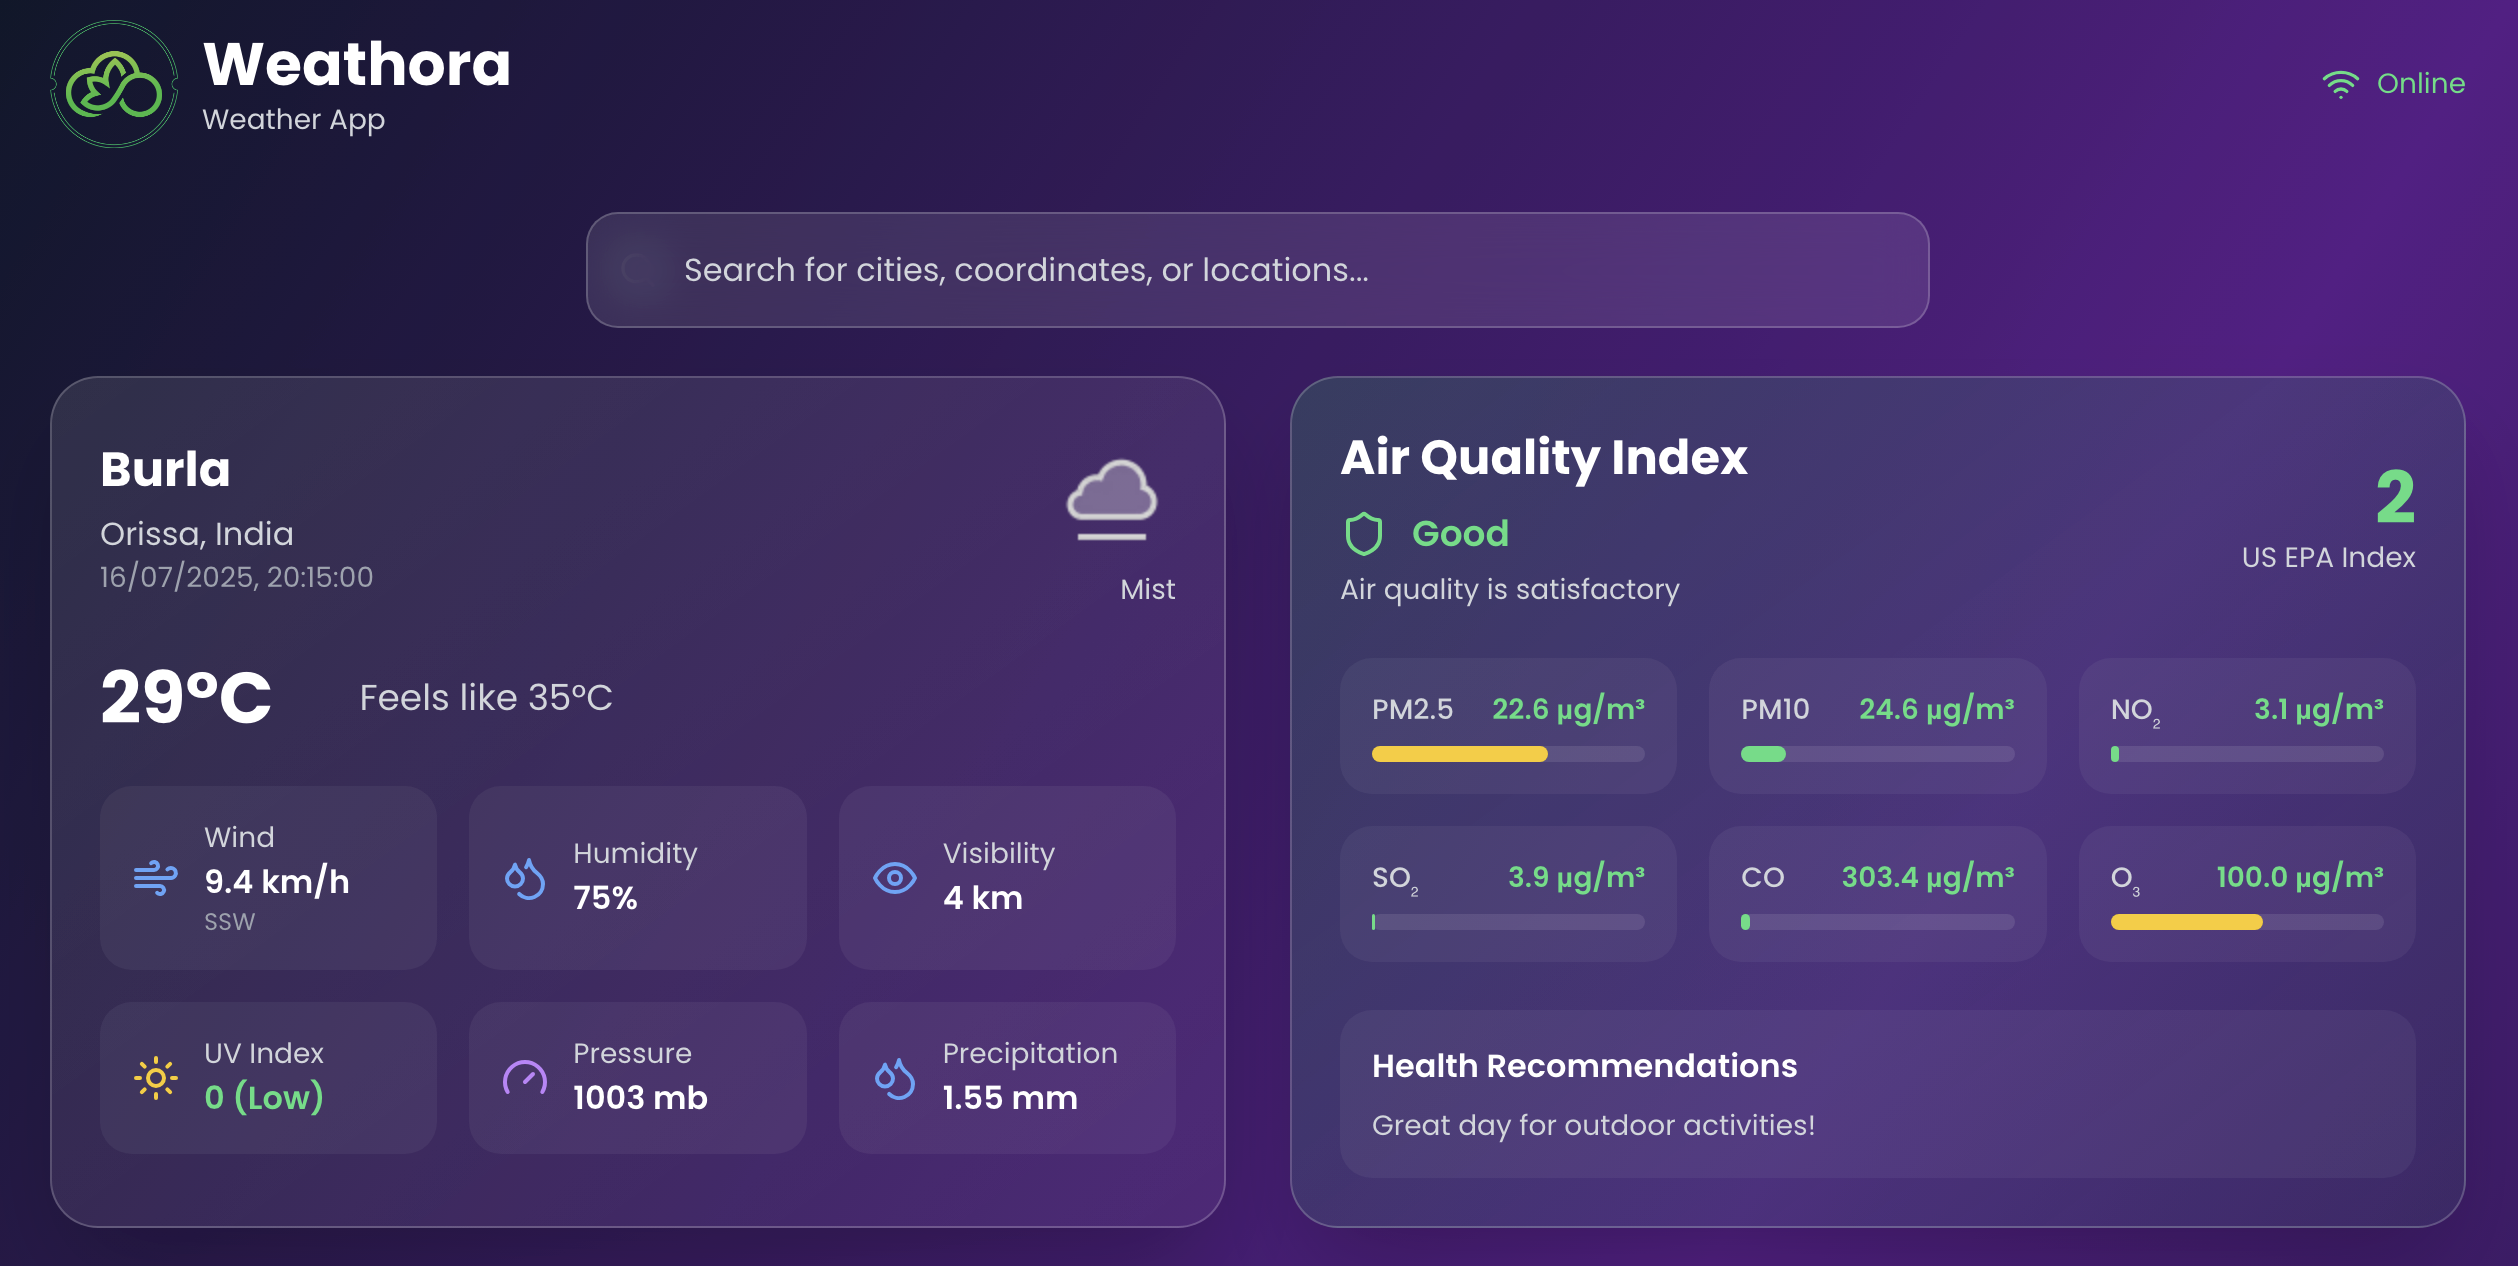 Weathora
Weather App
Online
Search for cities, coordinates, or locations...
Burla
Orissa, India
16/07/2025, 20:15:00
Mist
29°C
Feels like 35°C
Wind
9.4 km/h
SSW
Humidity
75%
Visibility
4 km
UV Index
0 (Low)
Pressure
1003 mb
Precipitation
1.55 mm
Air Quality Index
Good
Air quality is satisfactory
2
US EPA Index
PM2.5 22.6 µg/m³
PM10 24.6 µg/m³
NO₂ 3.1 µg/m³
SO₂ 3.9 µg/m³
CO 303.4 µg/m³
O₃ 100.0 µg/m³
Health Recommendations
Great day for outdoor activities!